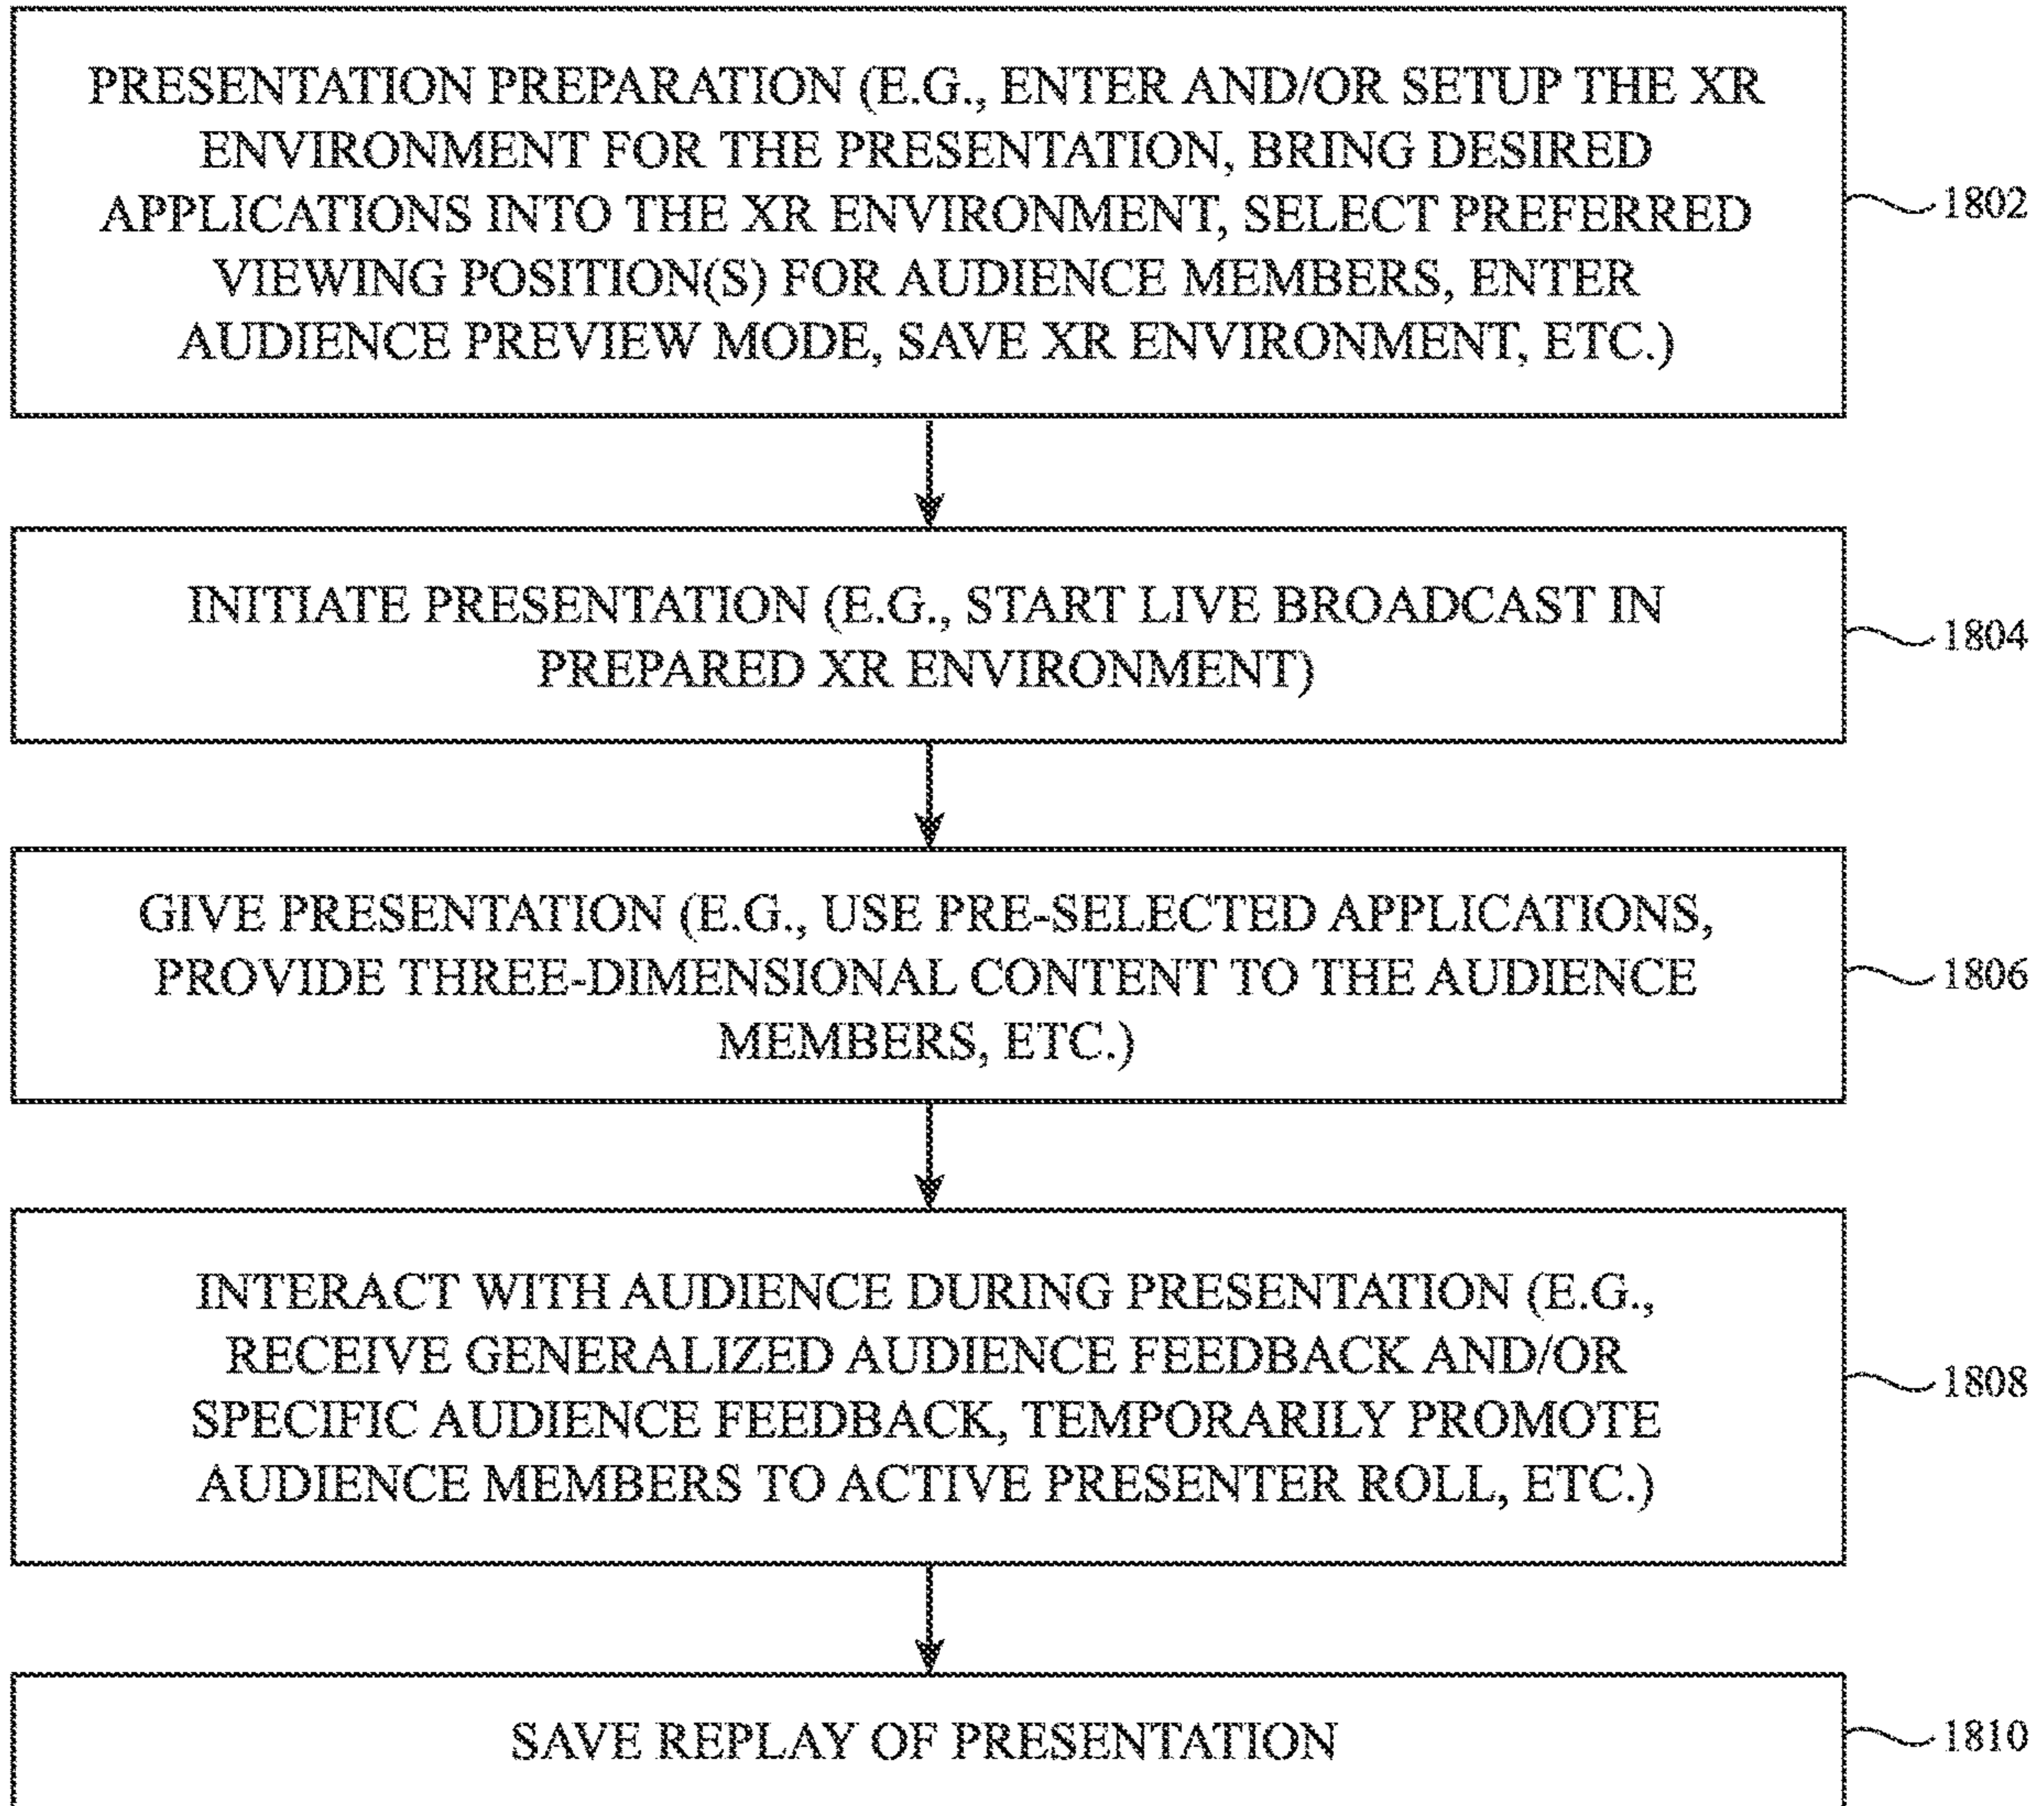 PRESENTATION PREPARATION (E.G., ENTER AND/OR SETUP THE XR
ENVIRONMENT FOR THE PRESENTATION, BRING DESIRED
APPLICATIONS INTO THE XR ENVIRONMENT, SELECT PREFERRED
VIEWING POSITION(S) FOR AUDIENCE MEMBERS, ENTER
AUDIENCE PREVIEW MODE, SAVE XR ENVIRONMENT, ETC.)
1802
INITIATE PRESENTATION (E.G., START LIVE BROADCAST IN
PREPARED XR ENVIRONMENT)
1804
GIVE PRESENTATION (E.G., USE PRE-SELECTED APPLICATIONS,
PROVIDE THREE-DIMENSIONAL CONTENT TO THE AUDIENCE
MEMBERS, ETC.)
1806
INTERACT WITH AUDIENCE DURING PRESENTATION (E.G.,
RECEIVE GENERALIZED AUDIENCE FEEDBACK AND/OR
SPECIFIC AUDIENCE FEEDBACK, TEMPORARILY PROMOTE
AUDIENCE MEMBERS TO ACTIVE PRESENTER ROLL, ETC.)
1808
SAVE REPLAY OF PRESENTATION
1810